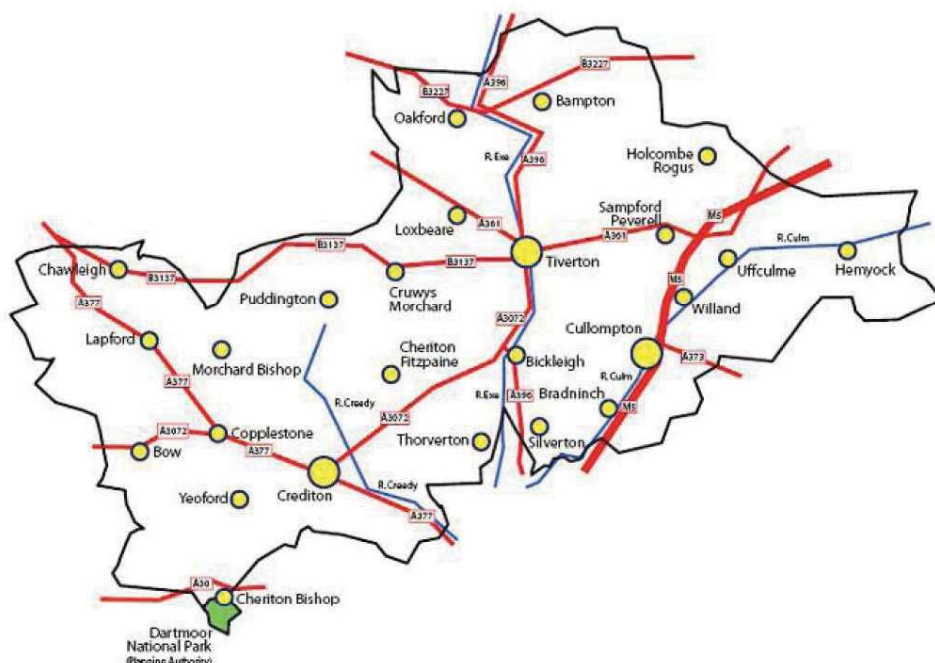 B3227
A396
B3227
Bampton
Oakford
R.Exe
A396
Holcombe
Rogus
Loxbeare
A361
Sampford
Peverell
A361
M5
R.Culm
Chawleigh
B3137
B3137
B3137
Tiverton
Uffculme
Hemyock
Cruwys
Morchard
Puddington
M5
Willand
A377
A3072
Cullompton
Lapford
Morchard Bishop
Cheriton
Fitzpaine
Bickleigh
A373
A377
R.Creedy
A3072
R.Exe
A396
Bradninch
R.Culm
M5
A3072
Copplestone
Bow
A377
Thorverton
Silverton
Yeoford
Crediton
R.Creedy
A377
A30
Cheriton Bishop
Dartmoor
National Park
(Planning Authority)